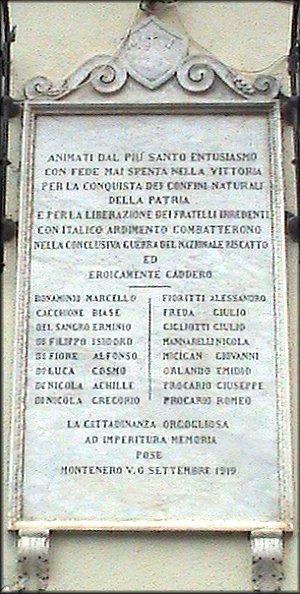 ANIMATI DAL PIU' SANTO ENTUSIASMO
CON FEDE MAI SPENTA NELLA VITTORIA
PER LA CONQUISTA DEI CONFINI NATURALI
DELLA PATRIA
E PER LA LIBERAZIONE DEI FRATELLI IRREDENTI
CON ITALICO ARDIMENTO COMBATTERONO
NELLA CONCLUSIVA GUERRA DEL NAZIONALE RISCATTO
ED
EROICAMENTE CADDERO
BONAMINIO MARCELLO
CACCHIONE BIASE
DEL SANGRO ERMINIO
DI FILIPPO ISIDORO
DI FIORE ALFONSO
DI LUCA COSMO
DI NICOLA ACHILLE
DI NICOLA GREGORIO
FIORITTI ALESSANDRO
FREDA GIULIO
GIGLIOTTI GIULIO
MANNARELLI NICOLA
MICIGAN GIOVANNI
ORLANDO EMIDIO
PROCARIO GIUSEPPE
PROCARIO ROMEO
LA CITTADINANZA ORGOGLIOSA
AD IMPERITURA MEMORIA
POSE
MONTENERO V. 6 SETTEMBRE 1919